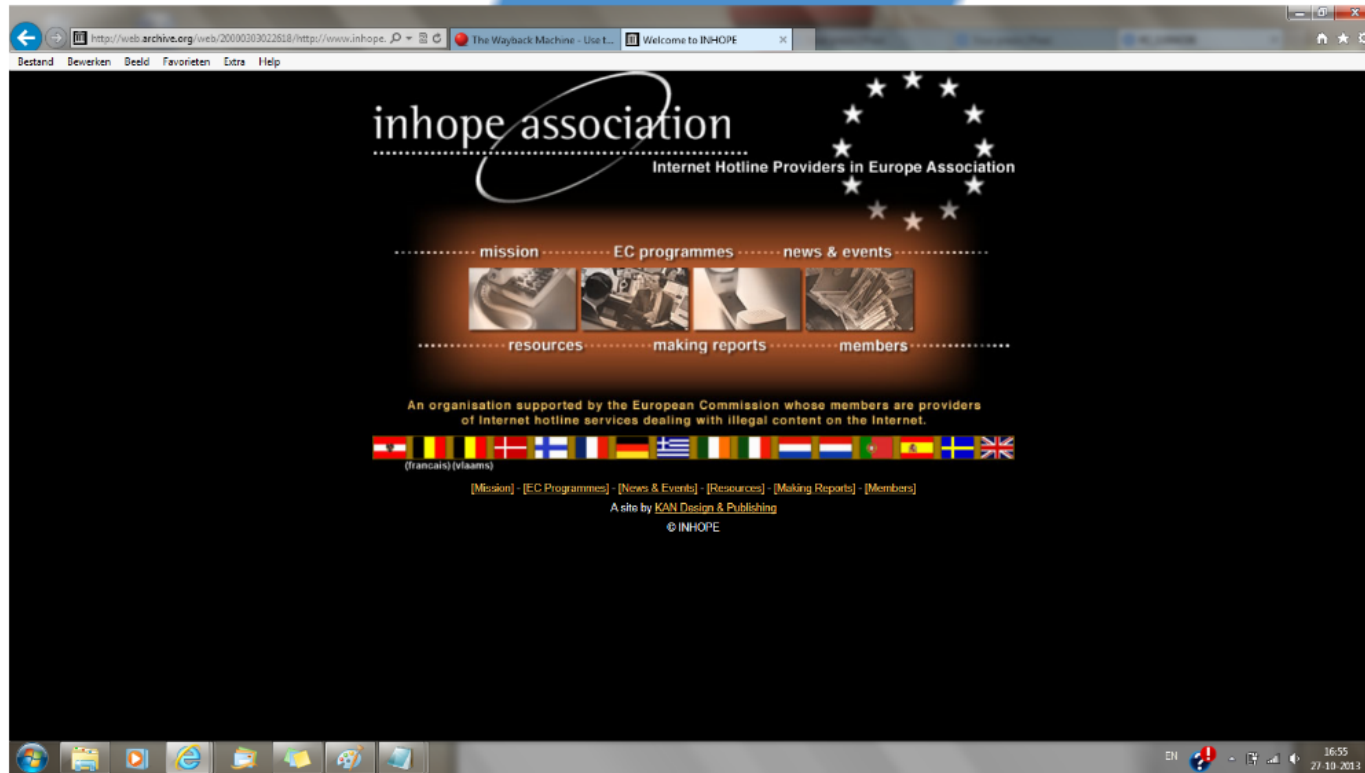 http://web.archive.org/web/20000303022618/http://www.inhope.
The Wayback Machine - Use t...
Welcome to INHOPE
Bestand Bewerken Beeld Favorieten Extra Help
inhope association
Internet Hotline Providers in Europe Association
mission EC programmes news & events
resources making reports members
An organisation supported by the European Commission whose members are providers
of Internet hotline services dealing with illegal content on the Internet.
(francais) (vlaams)
[Mission] - [EC Programmes] - [News & Events] - [Resources] - [Making Reports] - [Members]
A site by KAN Design & Publishing
© INHOPE
EN
16:55
27-10-2013